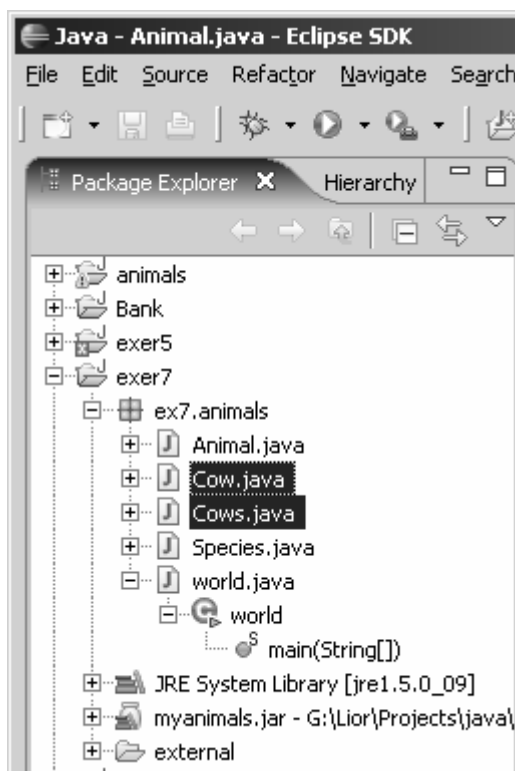 Java - Animal.java - Eclipse SDK
File Edit Source Refactor Navigate Search
Package Explorer Hierarchy
animals
Bank
exer5
exer7
ex7.animals
Animal.java
Cow.java
Cows.java
Species.java
world.java
world
S main(String[])
JRE System Library [jre1.5.0_09]
myanimals.jar - G:\Lior\Projects\java\
external